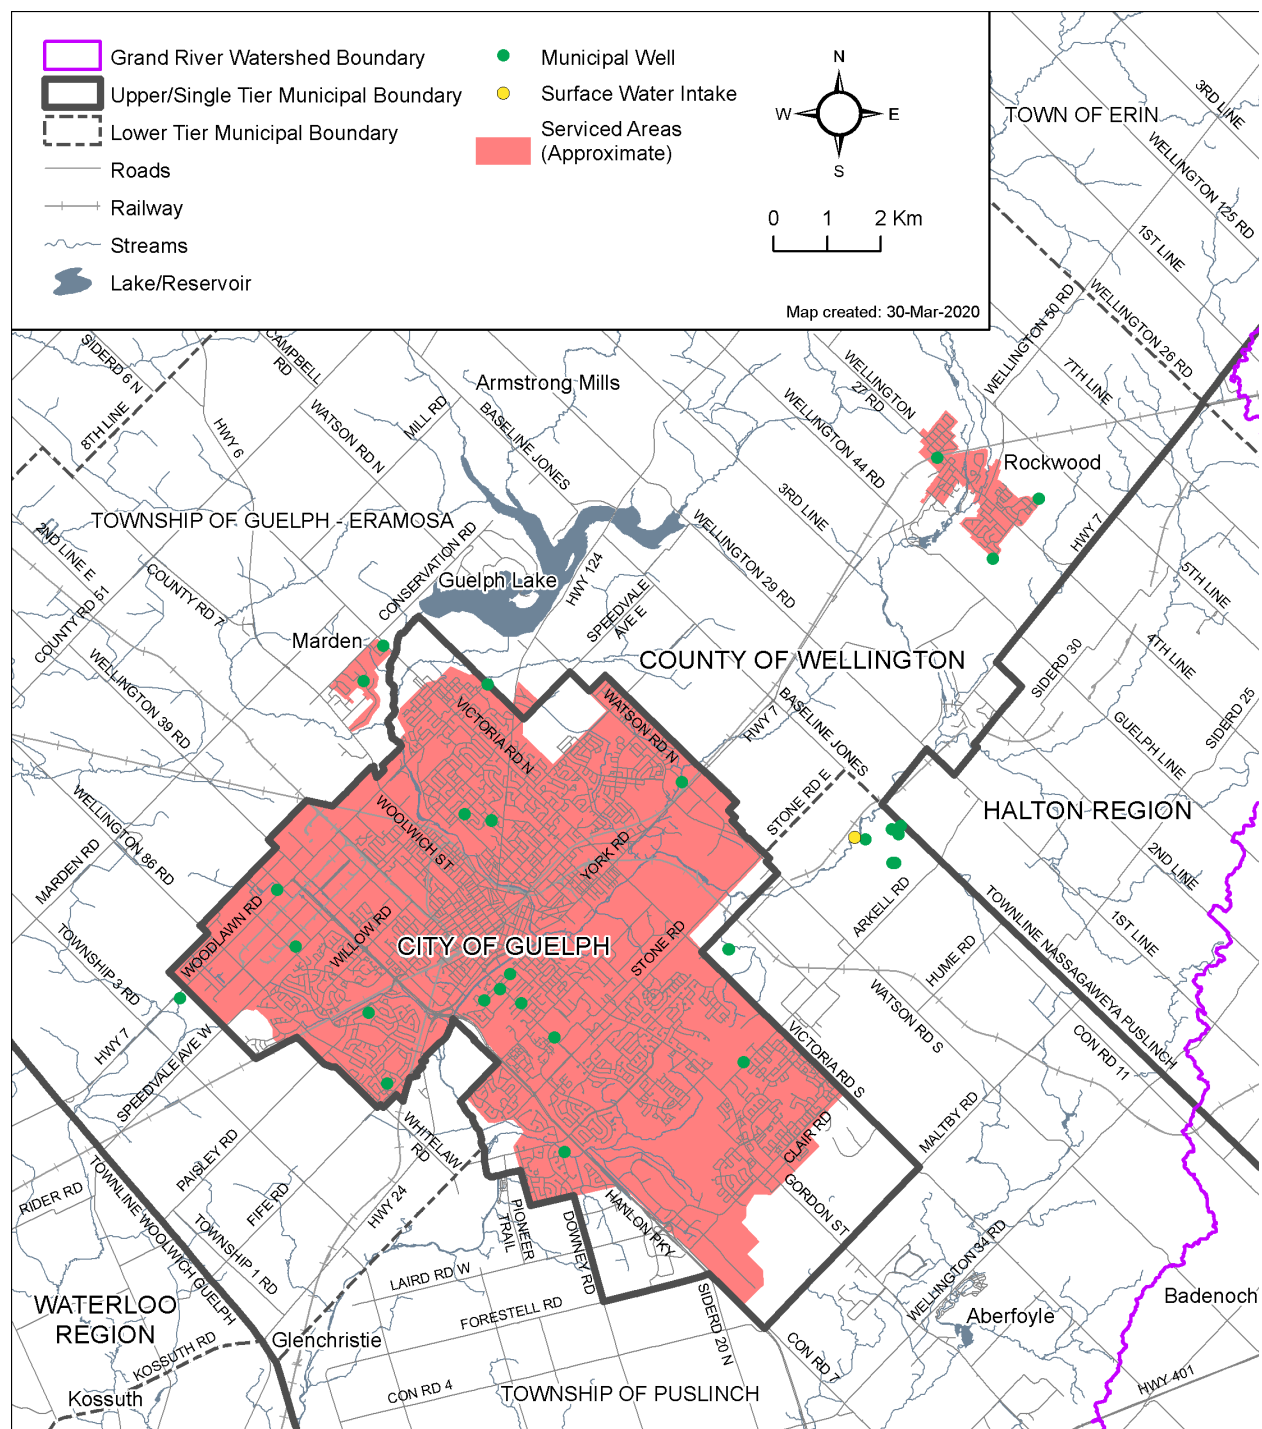 Grand River Watershed Boundary
Upper/Single Tier Municipal Boundary
Lower Tier Municipal Boundary
Roads
Railway
Streams
Lake/Reservoir
Municipal Well
Surface Water Intake
Serviced Areas
(Approximate)
N
W
E
S
0 1 2 Km
Map created: 30-Mar-2020
TOWN OF ERIN
3RD LINE
WELLINGTON 125 RD
1ST LINE
WELLINGTON 26 RD
WELLINGTON 50 RD
7TH LINE
SIDERD 6 N
8TH LINE
CAMPBELL
RD
HWY 6
WATSON RD N
MILL RD
Armstrong Mills
BASELINE JONES
WELLINGTON
27 RD
WELLINGTON 44 RD
3RD LINE
Rockwood
HWY 7
5TH LINE
TOWNSHIP OF GUELPH - ERAMOSA
2ND LINE E
COUNTY RD 51
COUNTY RD 7
CONSERVATION RD
Guelph Lake
HWY 124
SPEEDVALE
AVE E
WELLINGTON 29 RD
Marden
WELLINGTON 39 RD
COUNTY OF WELLINGTON
SIDERD 30
4TH LINE
SIDERD 25
GUELPH LINE
VICTORIA RD N
WATSON RD N
HWY 7
BASELINE JONES
STONE RD E
HALTON REGION
2ND LINE
1ST LINE
WELLINGTON 86 RD
MARDEN RD
WOOLWICH ST
YORK RD
ARKELL RD
TOWNLINE NASSAGAWEYA PUSLINCH
TOWNSHIP 3 RD
WOODLAWN RD
WILLOW RD
CITY OF GUELPH
STONE RD
HUME RD
WATSON RD S
CON RD 11
HWY 7
SPEEDVALE AVE W
VICTORIA RD S
MALTBY RD
CLAIR RD
GORDON ST
WHITELAW
RD
PAISLEY RD
RIDER RD
FIFE RD
HWY 24
TOWNLINE WOOLWICH GUELPH
TOWNSHIP 1 RD
PIONEER
TRAIL
DOWNEY RD
HANLON PKY
LAIRD RD W
FORESTELL RD
SIDERD 20 N
WELLINGTON 34 RD
Aberfoyle
Badenoch
WATERLOO
REGION
KOSSUTH RD
Glenchristie
Kossuth
CON RD 4
TOWNSHIP OF PUSLINCH
CON RD 7
HWY 401